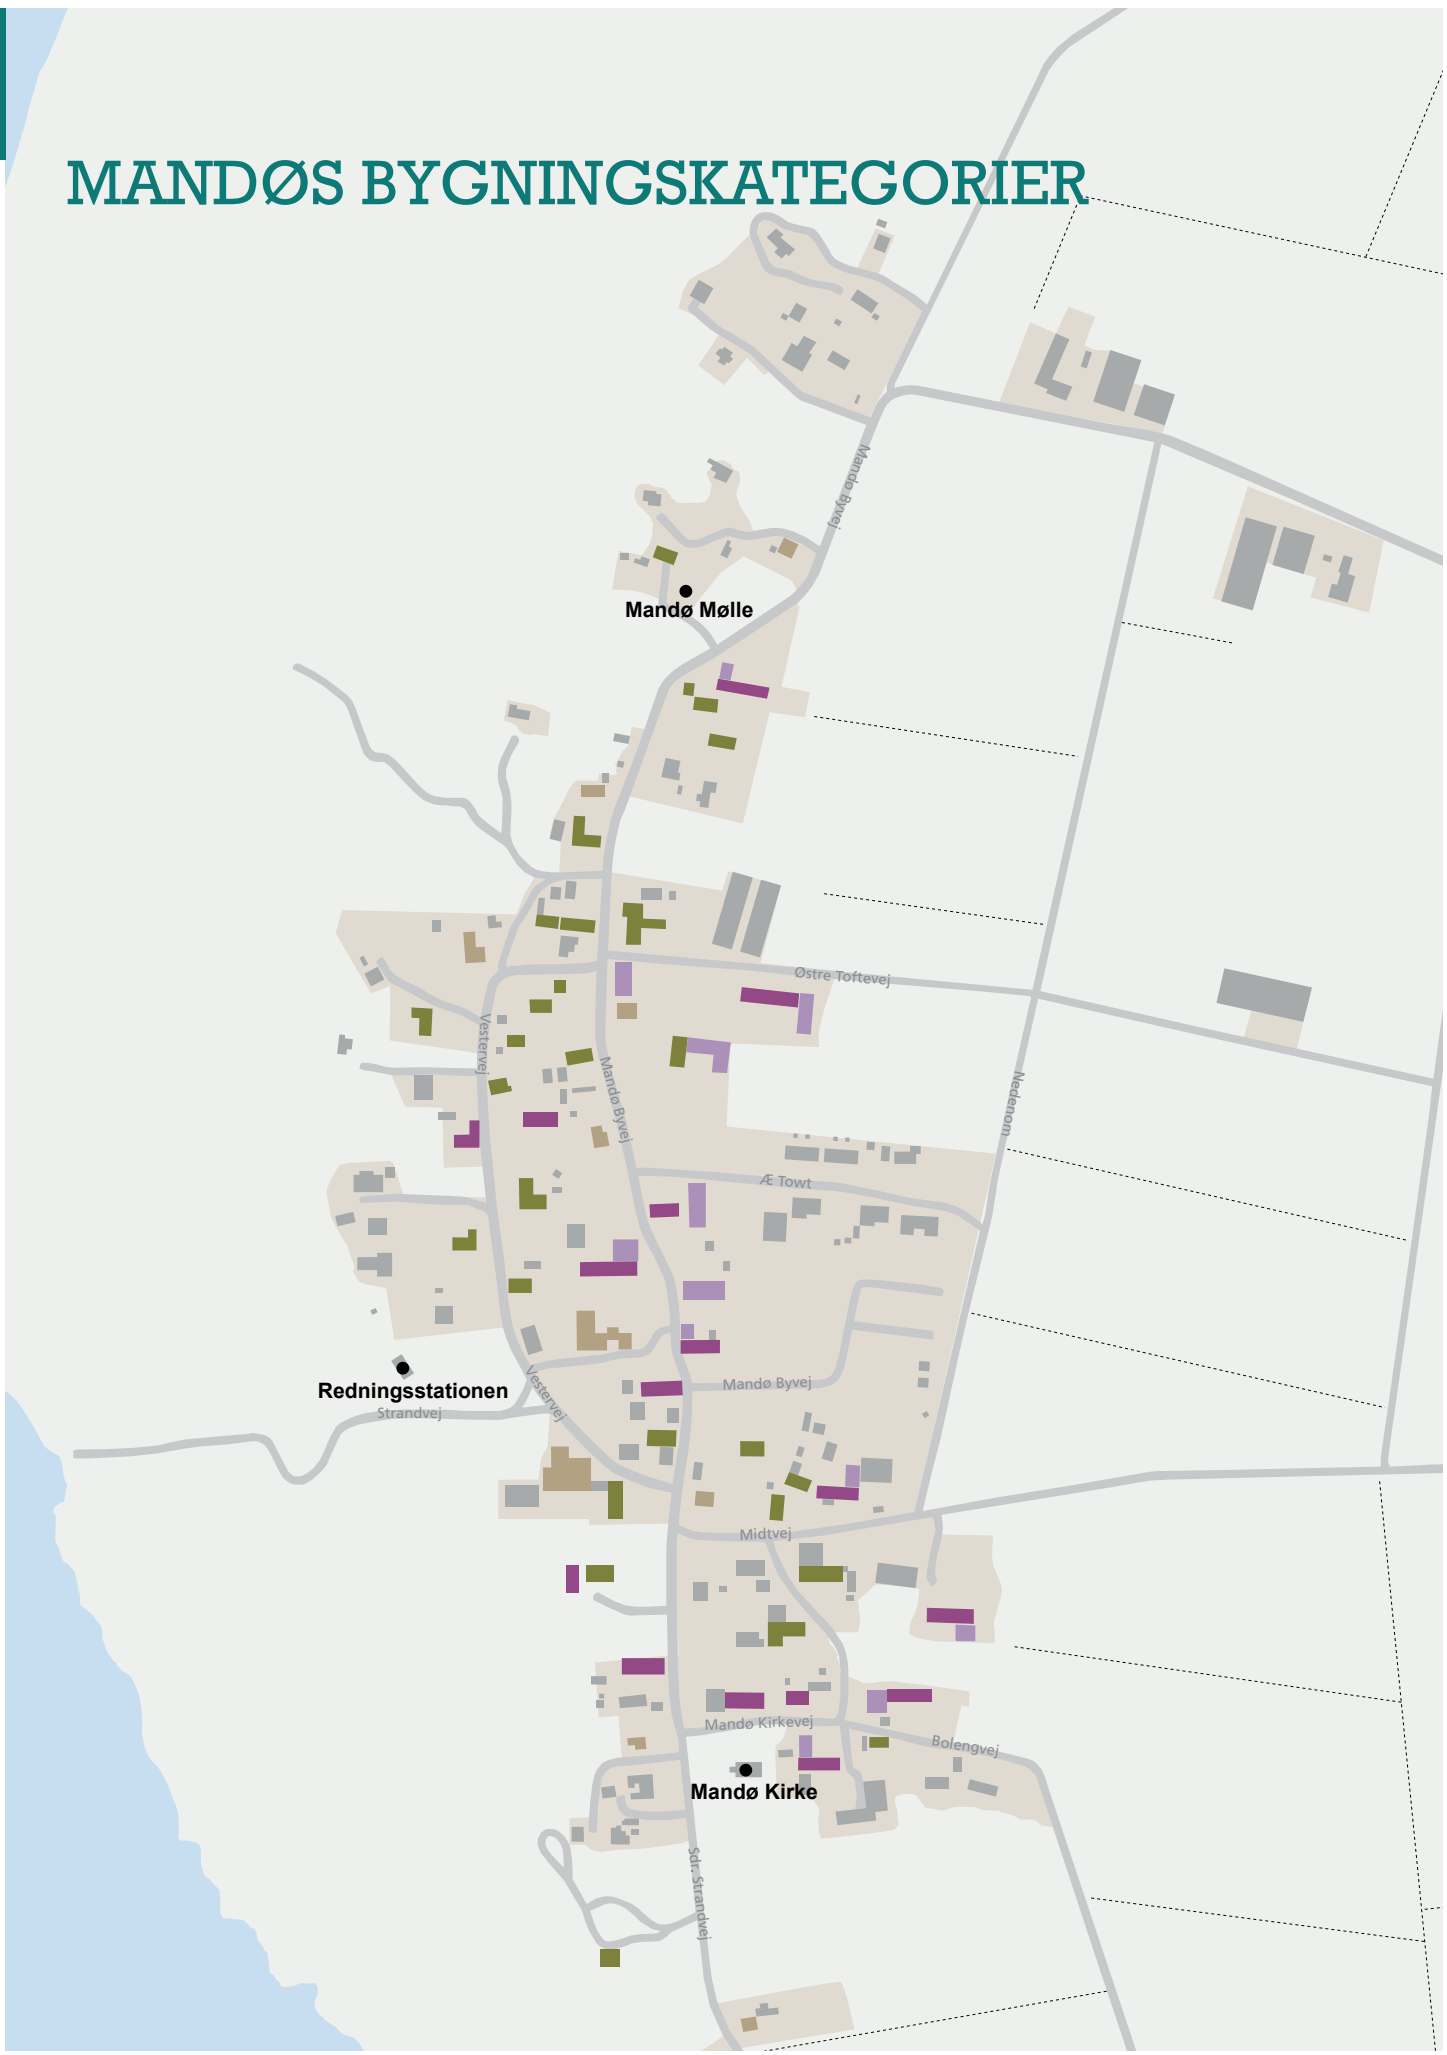 MANDØS BYGNINGSKATEGORIER
Mandø Byvej
Mandø Mølle
Østre Toftevej
Vestervej
Mandø Byvej
Nedenom
Æ Towt
Redningsstationen
Strandvej
Vestervej
Mandø Byvej
Midtvej
Mandø Kirkevej
Bolengvej
Mandø Kirke
Sdr. Strandvej